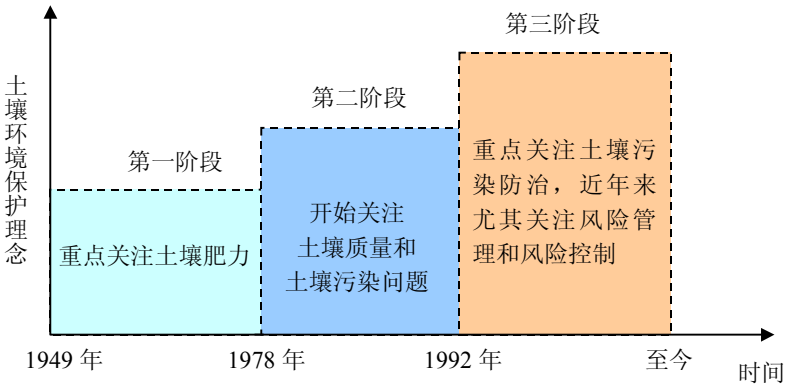 土壤环境保护理念
第三阶段
第二阶段
第一阶段
重点关注土壤肥力
开始关注
土壤质量和
土壤污染问题
重点关注土壤污
染防治，近年来
尤其关注风险管
理和风险控制
1949 年
1978 年
1992 年
至今
时间